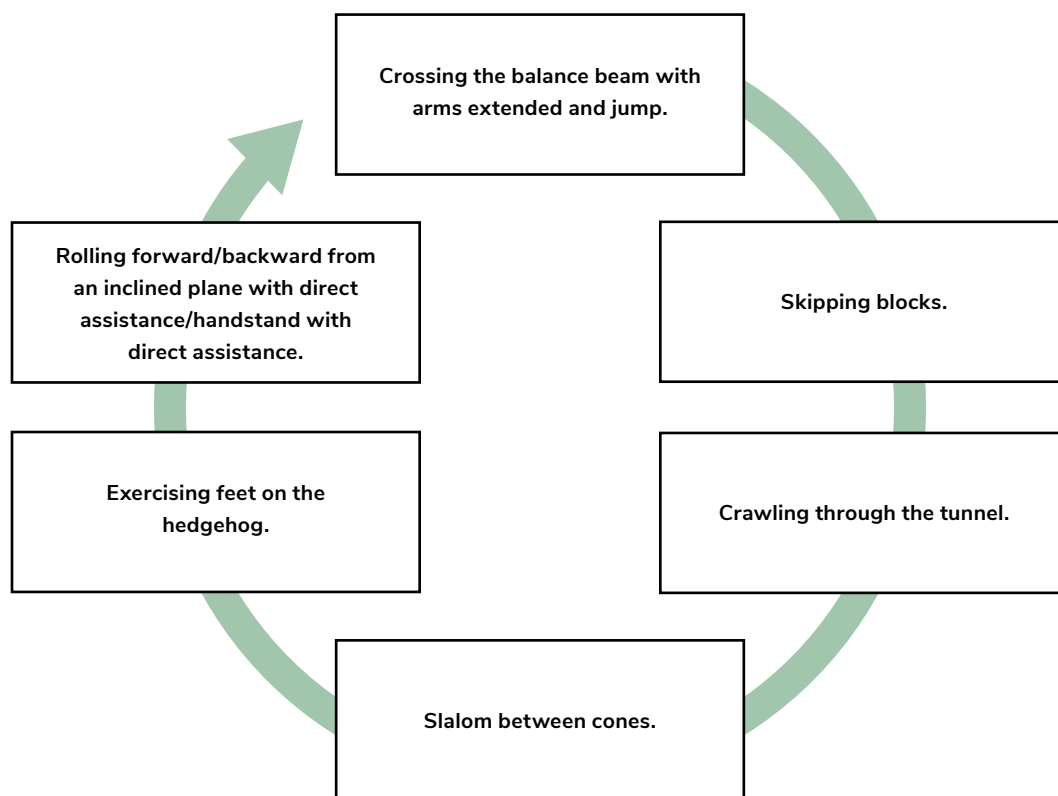 Crossing the balance beam with
arms extended and jump.
Skipping blocks.
Crawling through the tunnel.
Slalom between cones.
Exercising feet on the
hedgehog.
Rolling forward/backward from
an inclined plane with direct
assistance/handstand with
direct assistance.